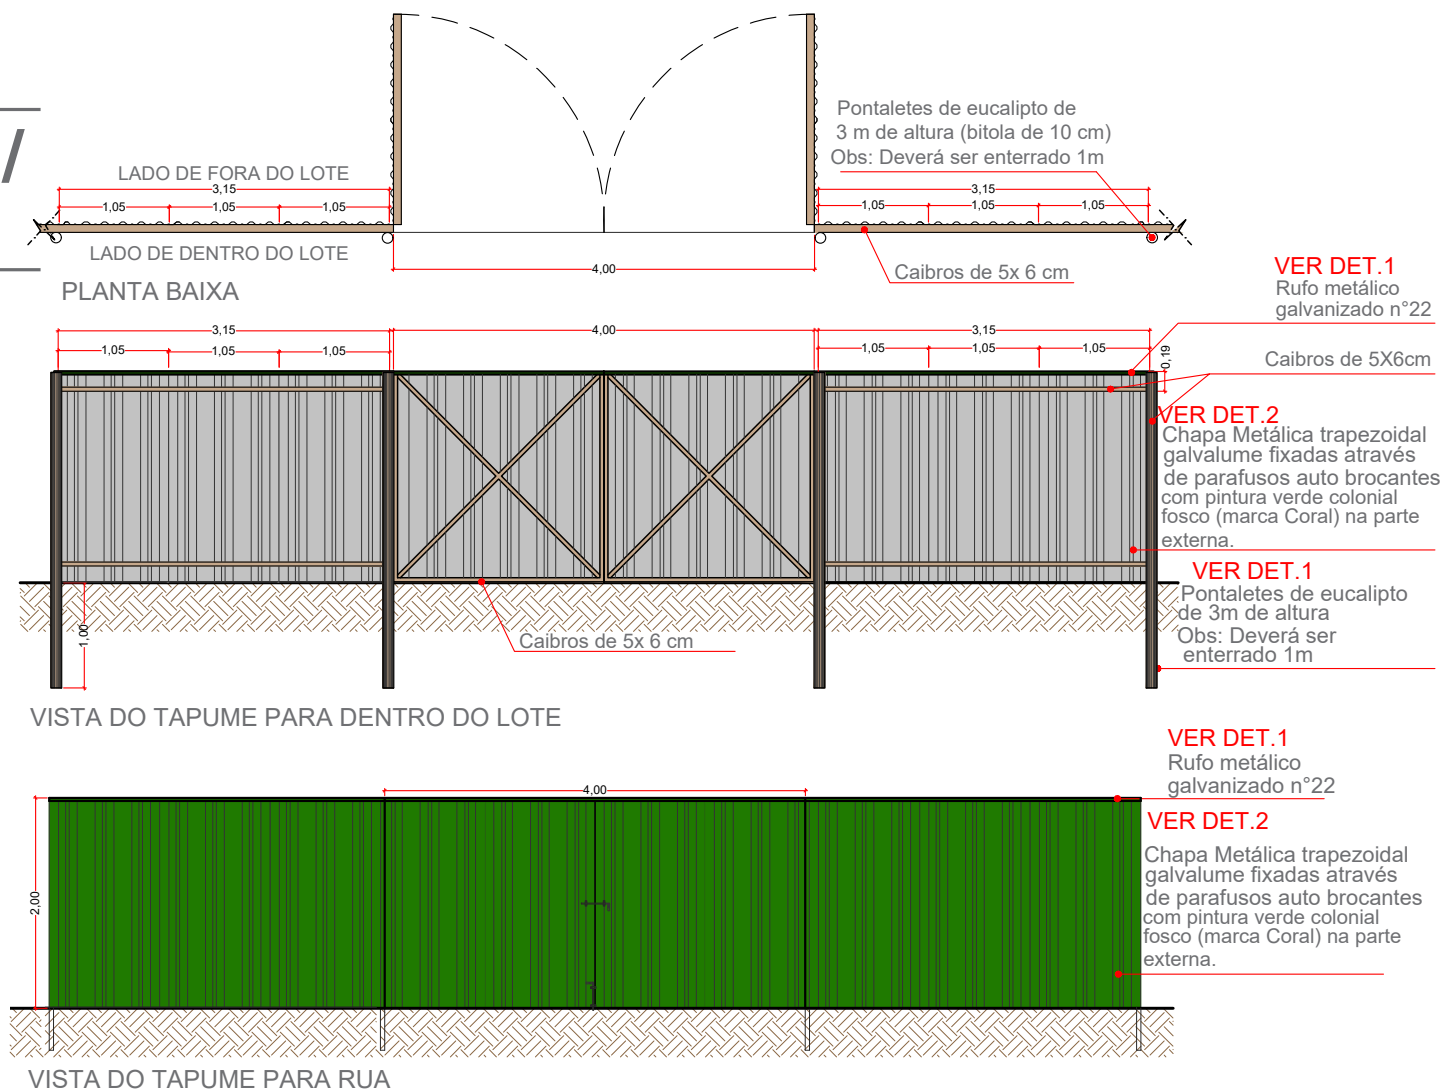 Pontaletes de eucalipto de
3 m de altura (bitola de 10 cm)
Obs: Deverá ser enterrado 1m
LADO DE FORA DO LOTE
3,15
3,15
1,05
1,05
1,05
1,05
1,05
1,05
LADO DE DENTRO DO LOTE
4,00
Caibros de 5x 6 cm
PLANTA BAIXA
VER DET.1
Rufo metálico
galvanizado n°22
3,15
4,00
3,15
1,05
1,05
1,05
1,05
1,05
1,05
0,19
Caibros de 5X6cm
VER DET.2
Chapa Metálica trapezoidal
galvalume fixadas através
de parafusos auto brocantes
com pintura verde colonial
fosco (marca Coral) na parte
externa.
VER DET.1
Pontaletes de eucalipto
de 3m de altura
Obs: Deverá ser
enterrado 1m
1,00
Caibros de 5x 6 cm
VISTA DO TAPUME PARA DENTRO DO LOTE
VER DET.1
Rufo metálico
galvanizado n°22
4,00
VER DET.2
Chapa Metálica trapezoidal
galvalume fixadas através
de parafusos auto brocantes
com pintura verde colonial
fosco (marca Coral) na parte
externa.
2,00
VISTA DO TAPUME PARA RUA